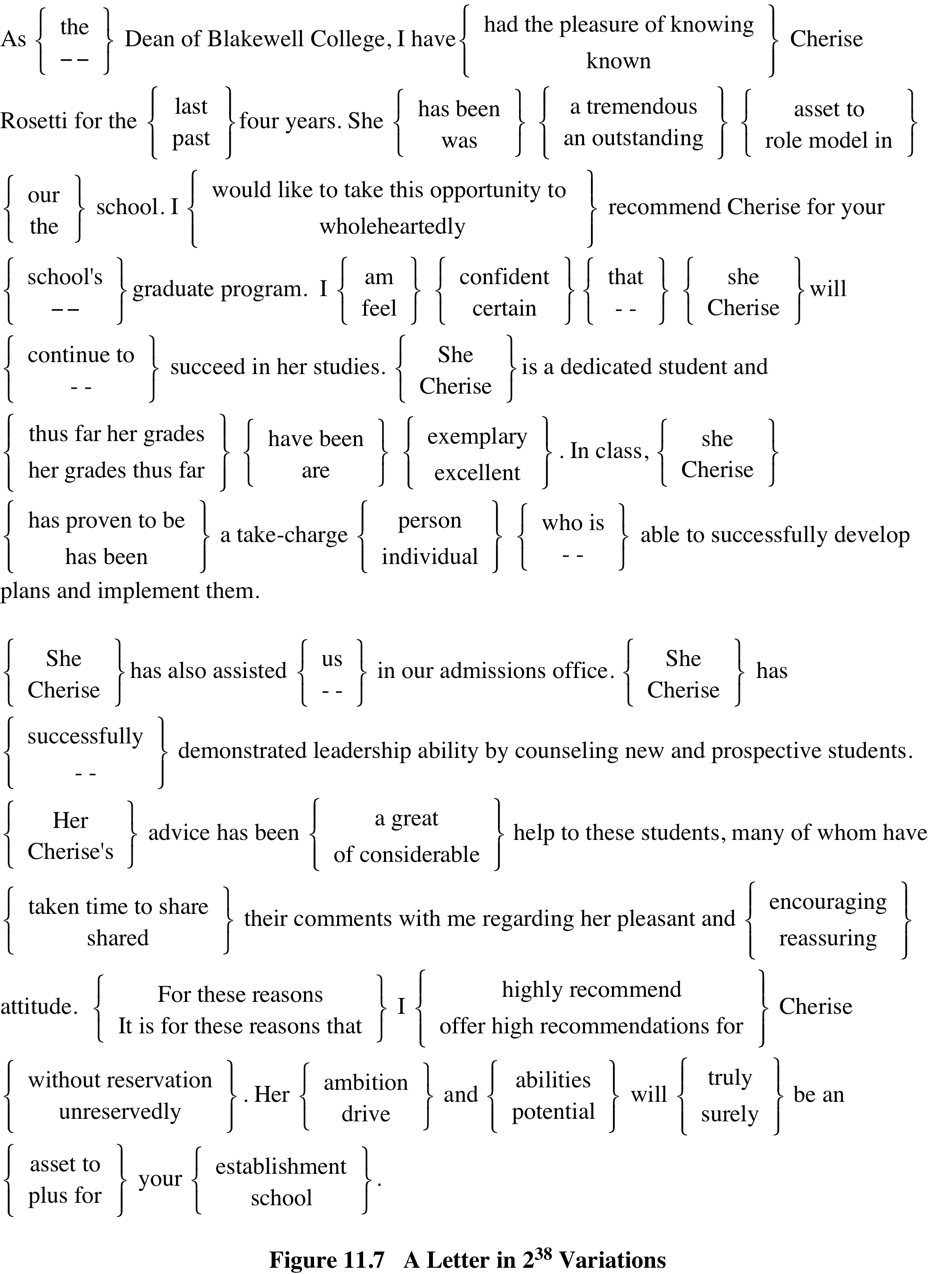 As { the / -- } Dean of Blakewell College, I have { had the pleasure of knowing / known } Cherise
Rosetti for the { last / past } four years. She { has been / was } { a tremendous / an outstanding } { asset to / role model in }
{ our / the } school. I { would like to take this opportunity to / wholeheartedly } recommend Cherise for your
{ school's / -- } graduate program. I { am / feel } { confident / certain } { that / - - } { she / Cherise } will
{ continue to / - - } succeed in her studies. { She / Cherise } is a dedicated student and
{ thus far her grades / her grades thus far } { have been / are } { exemplary / excellent } . In class, { she / Cherise }
{ has proven to be / has been } a take-charge { person / individual } { who is / - - } able to successfully develop
plans and implement them.
{ She / Cherise } has also assisted { us / - - } in our admissions office. { She / Cherise } has
{ successfully / - - } demonstrated leadership ability by counseling new and prospective students.
{ Her / Cherise's } advice has been { a great / of considerable } help to these students, many of whom have
{ taken time to share / shared } their comments with me regarding her pleasant and { encouraging / reassuring }
attitude. { For these reasons / It is for these reasons that } I { highly recommend / offer high recommendations for } Cherise
{ without reservation / unreservedly } . Her { ambition / drive } and { abilities / potential } will { truly / surely } be an
{ asset to / plus for } your { establishment / school } .
Figure 11.7 A Letter in 2^38 Variations